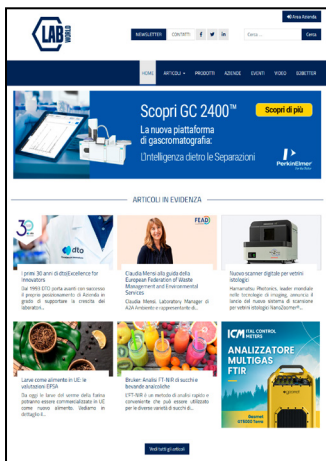 Area Azienda
LAB
WORLD
NEWSLETTER CONTATTI
Cerca ... Cerca
HOME ARTICOLI PRODOTTI AZIENDE EVENTI VIDEO SOBETTER
Scopri GC 2400™
Scopri di più
La nuova piattaforma
di gascromatografia:
L'Intelligenza dietro le Separazioni
PerkinElmer
ARTICOLI IN EVIDENZA
30
dto
FEAD
I primi 30 anni di dto|Excellence for
innovators
Dal 1993 DTO porta avanti con successo
il proprio posizionamento di Azienda in
grado di supportare la crescita dei
laboratori...
Claudia Mensi alla guida della
European Federation of Waste
Management and Environmental
Services
Claudia Mensi, Laboratory Manager di
A2A Ambiente e rappresentante di...
Nuovo scanner digitale per vetrini
istologici
Hamamatsu Photonics, leader mondiale
nelle tecnologie di imaging, annuncia il
lancio del nuovo sistema di scansione
per vetrini istologici NanoZoomer®...
Larve come alimento in UE: le
valutazioni EFSA
Da oggi le larve del verme della farina
potranno essere commercializzate in UE
come nuovo alimento. Vediamo in
dettaglio il...
Bruker: Analisi FT-NIR di succhi e
bevande analcoliche
L'FT-NIR è un metodo di analisi rapido e
conveniente che può essere utilizzato
per le diverse varietà di succhi di...
ICM ITAL CONTROL
METERS
ANALIZZATORE
MULTIGAS
FTIR
Gasmet
GT5000 Terra
Vedi tutti gli articoli